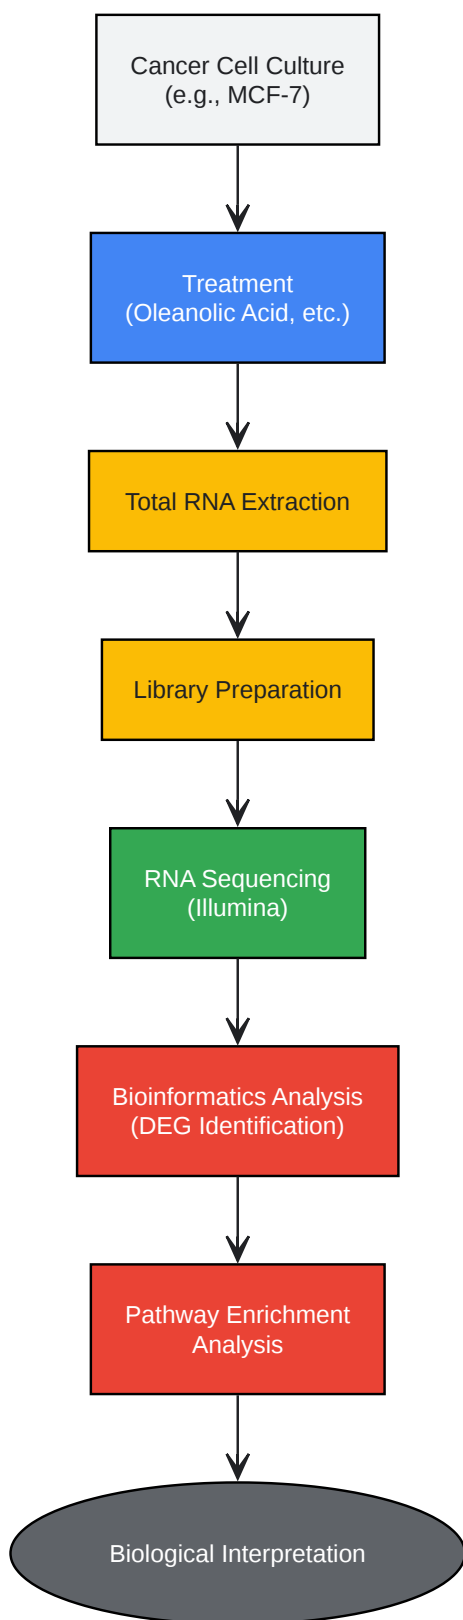 Cancer Cell Culture
(e.g., MCF-7)
Treatment
(Oleanolic Acid, etc.)
Total RNA Extraction
Library Preparation
RNA Sequencing
(Illumina)
Bioinformatics Analysis
(DEG Identification)
Pathway Enrichment
Analysis
Biological Interpretation